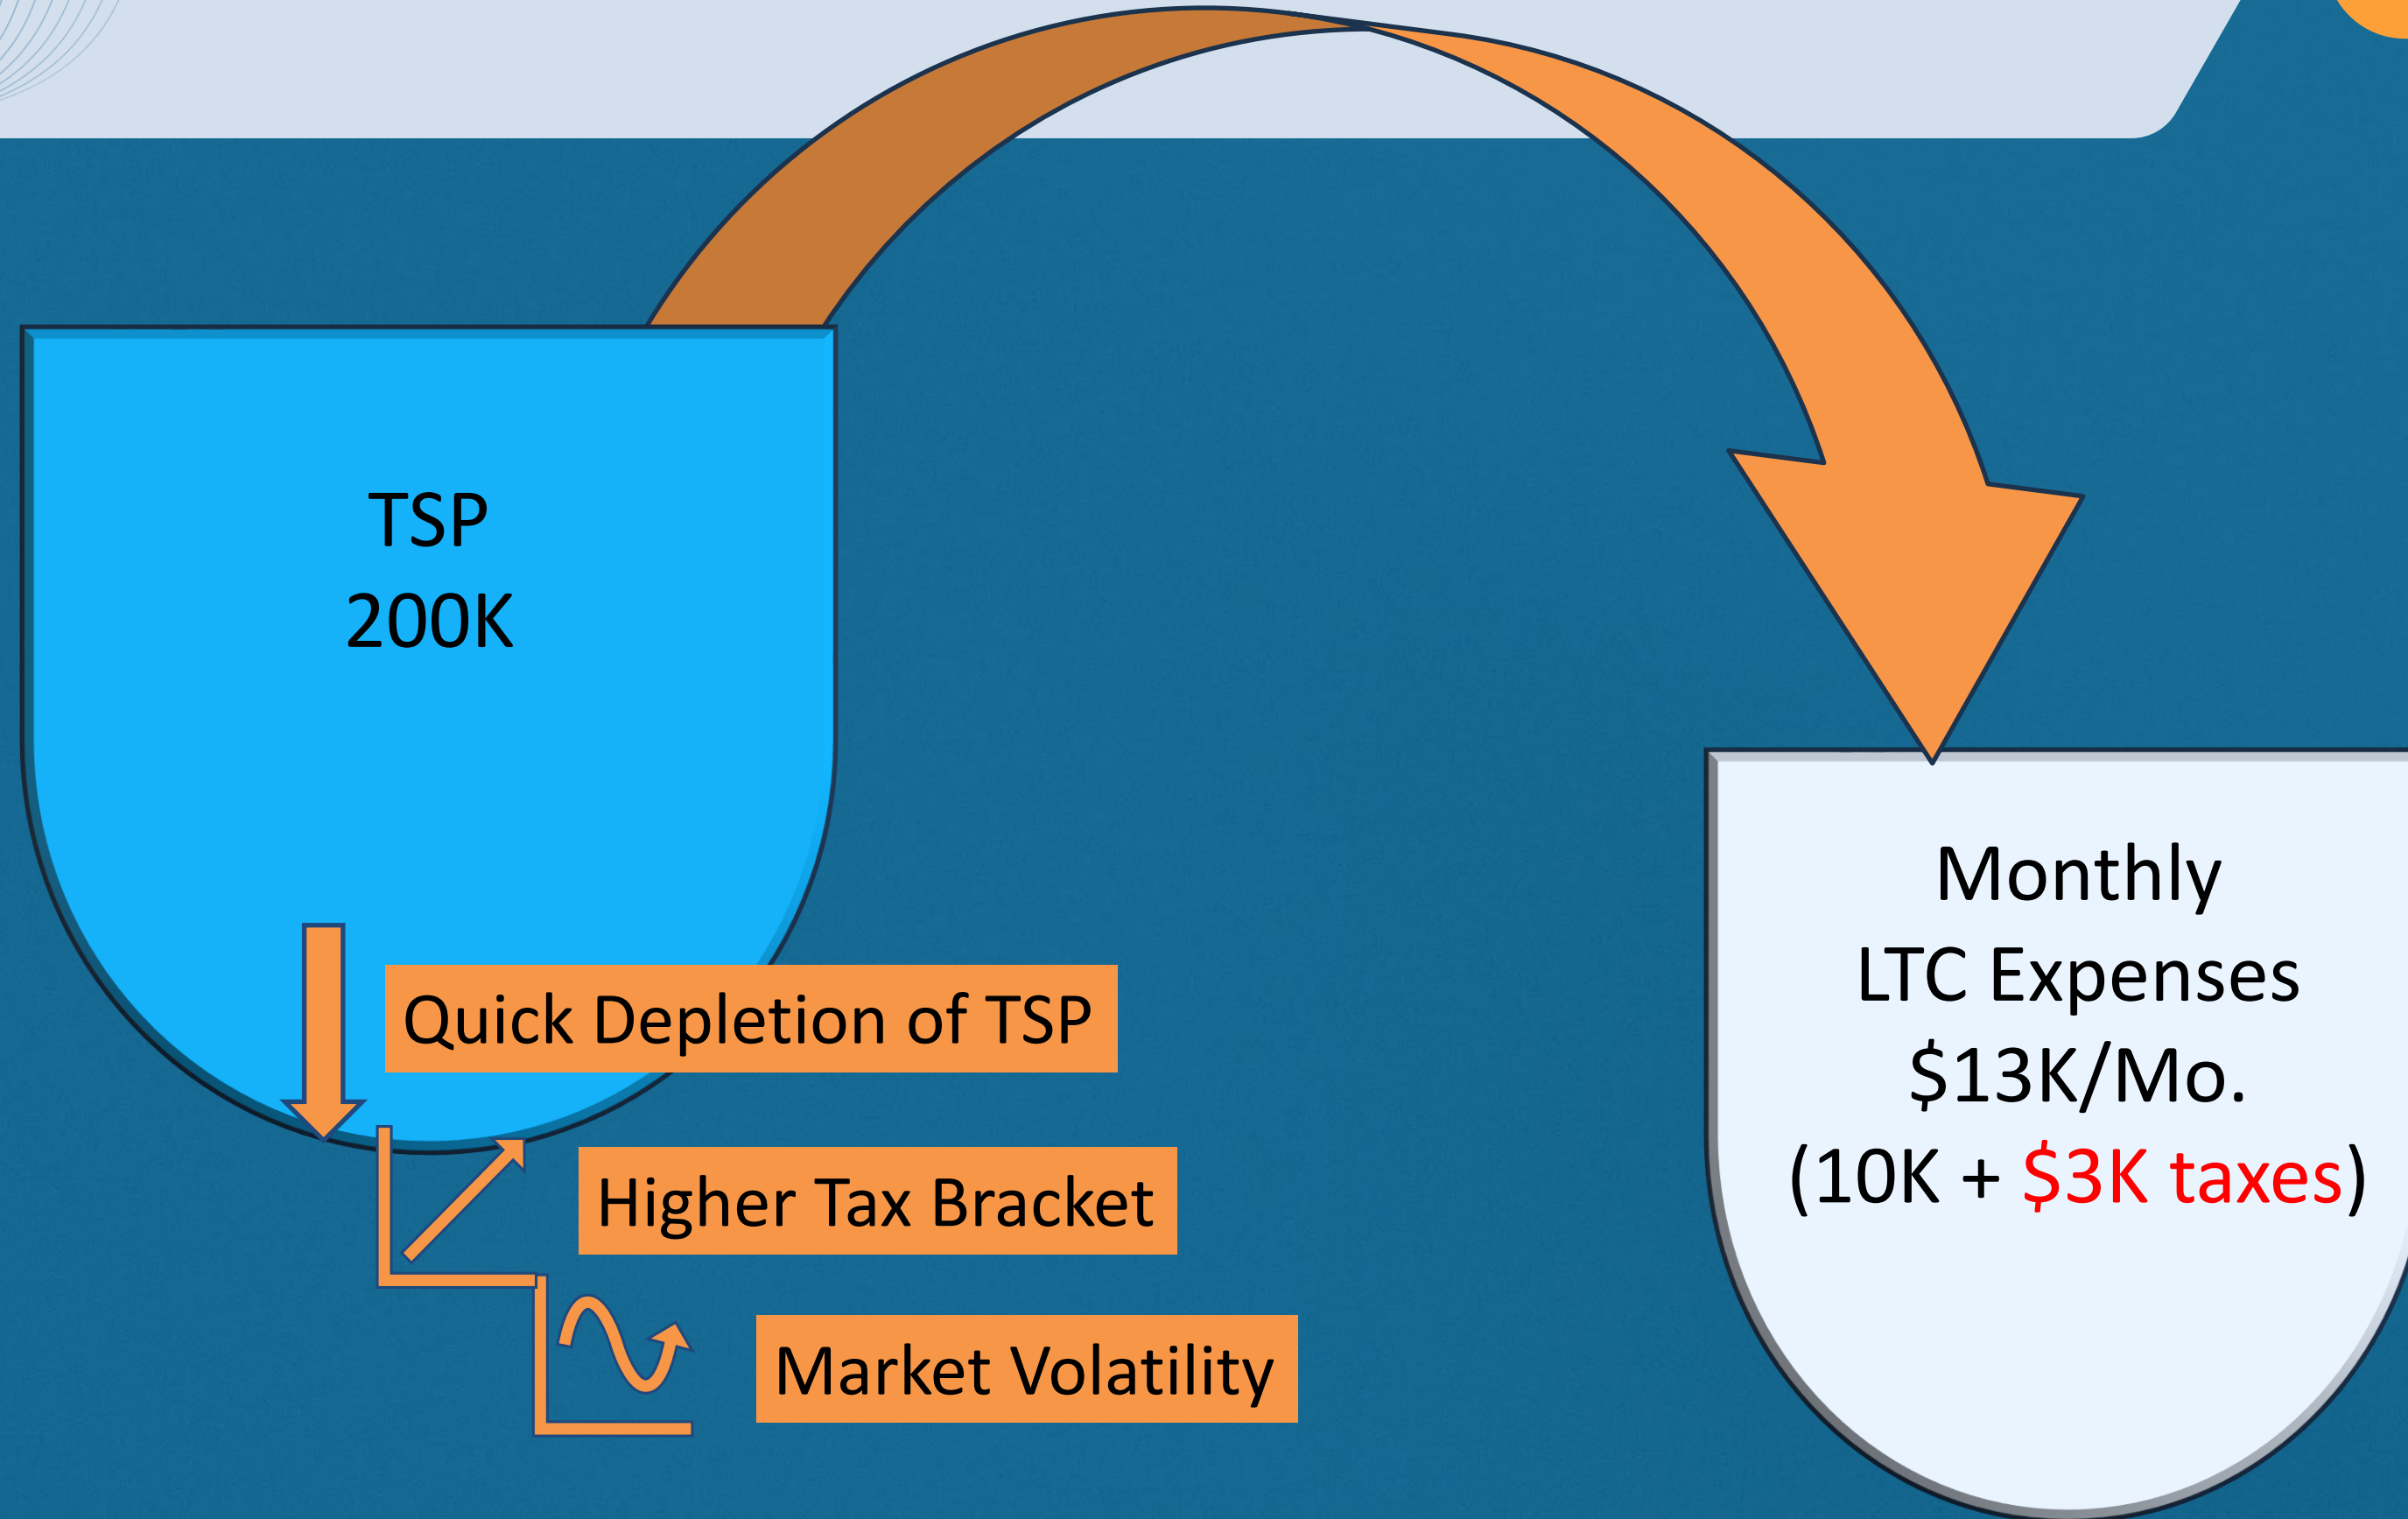 TSP
200K
Quick Depletion of TSP
Higher Tax Bracket
Market Volatility
Monthly
LTC Expenses
$13K/Mo.
(10K + $3K taxes)